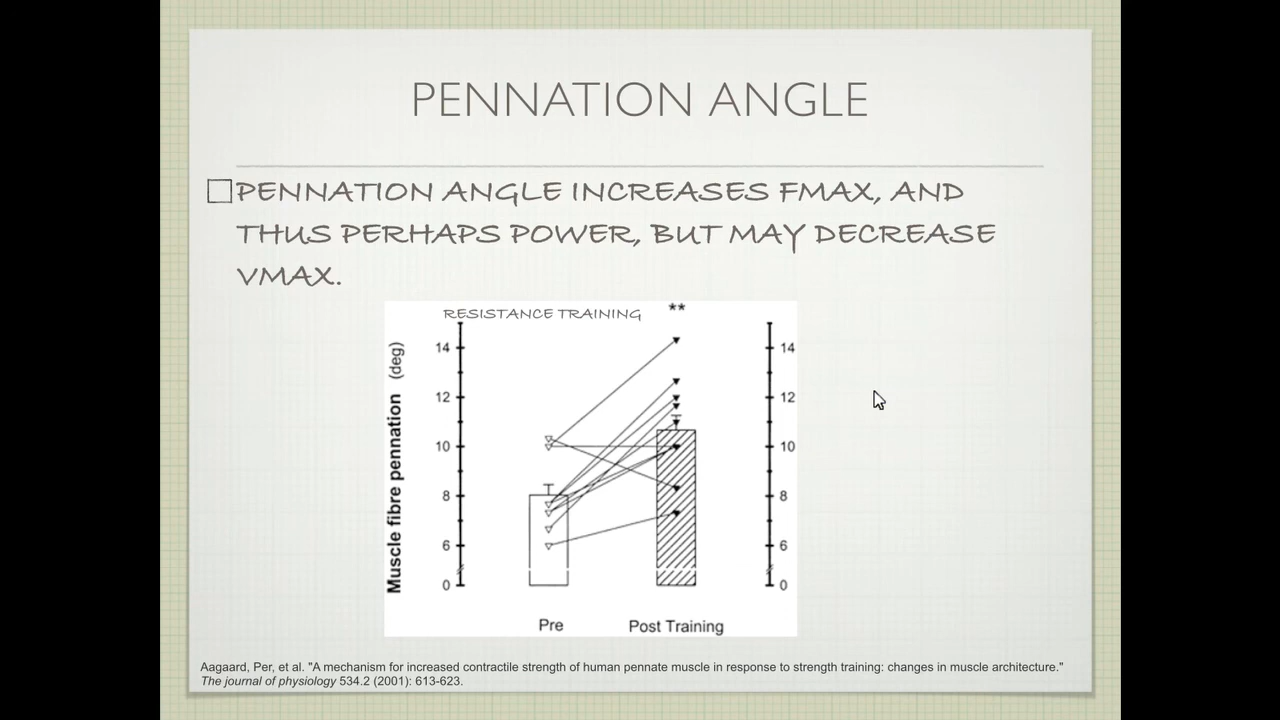 PENNATION ANGLE
PENNATION ANGLE INCREASES FMAX, AND
THUS PERHAPS POWER, BUT MAY DECREASE
VMAX.
RESISTANCE TRAINING
**
Muscle fibre pennation (deg)
14
12
10
8
6
0
14
12
10
8
6
0
Pre
Post Training
Aagaard, Per, et al. "A mechanism for increased contractile strength of human pennate muscle in response to strength training: changes in muscle architecture."
The journal of physiology 534.2 (2001): 613-623.